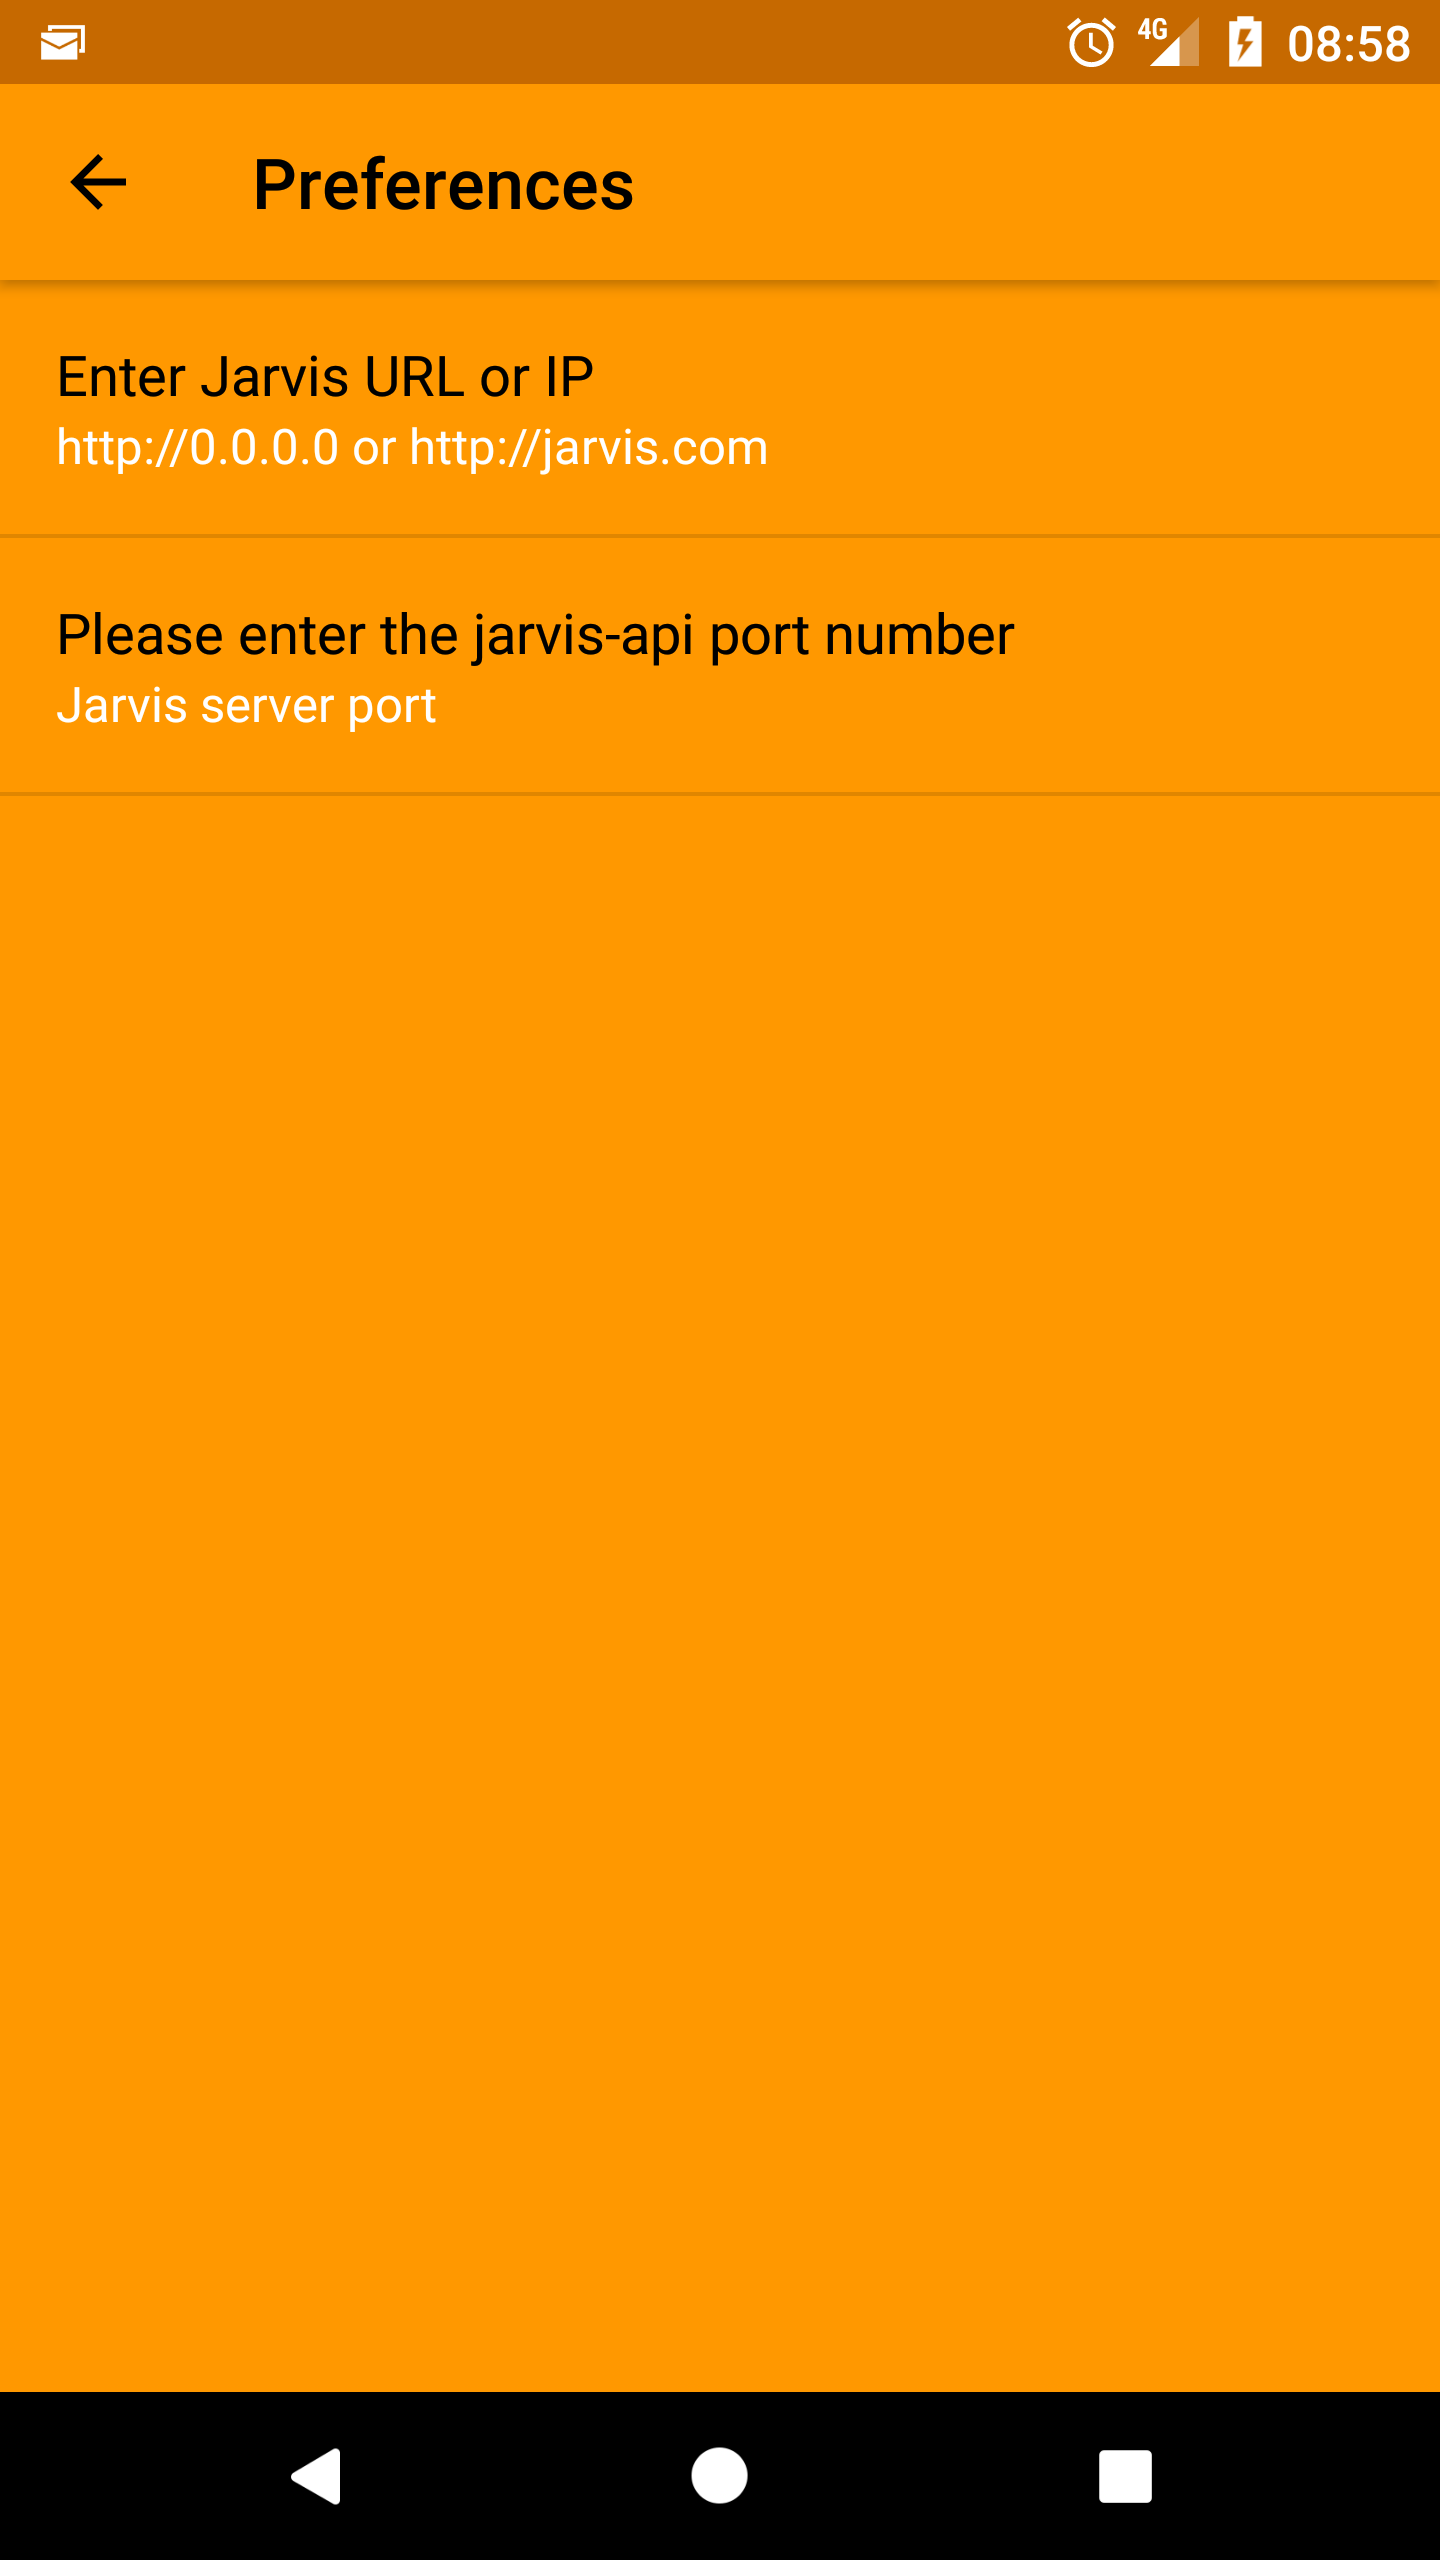 4G 08:58
Preferences
Enter Jarvis URL or IP
http://0.0.0.0 or http://jarvis.com
Please enter the jarvis-api port number
Jarvis server port